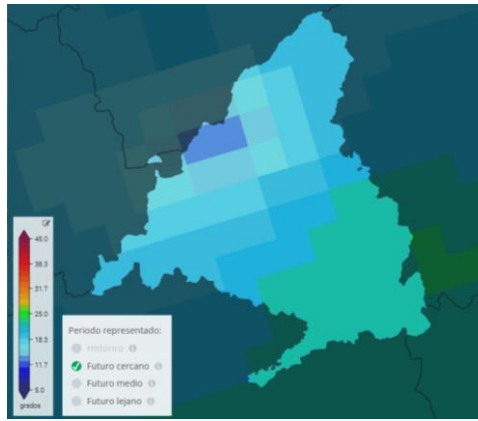 45.0
38.3
31.7
25.0
18.3
11.7
5.0
grados
Periodo representado:
Histórico
Futuro cercano
Futuro medio
Futuro lejano